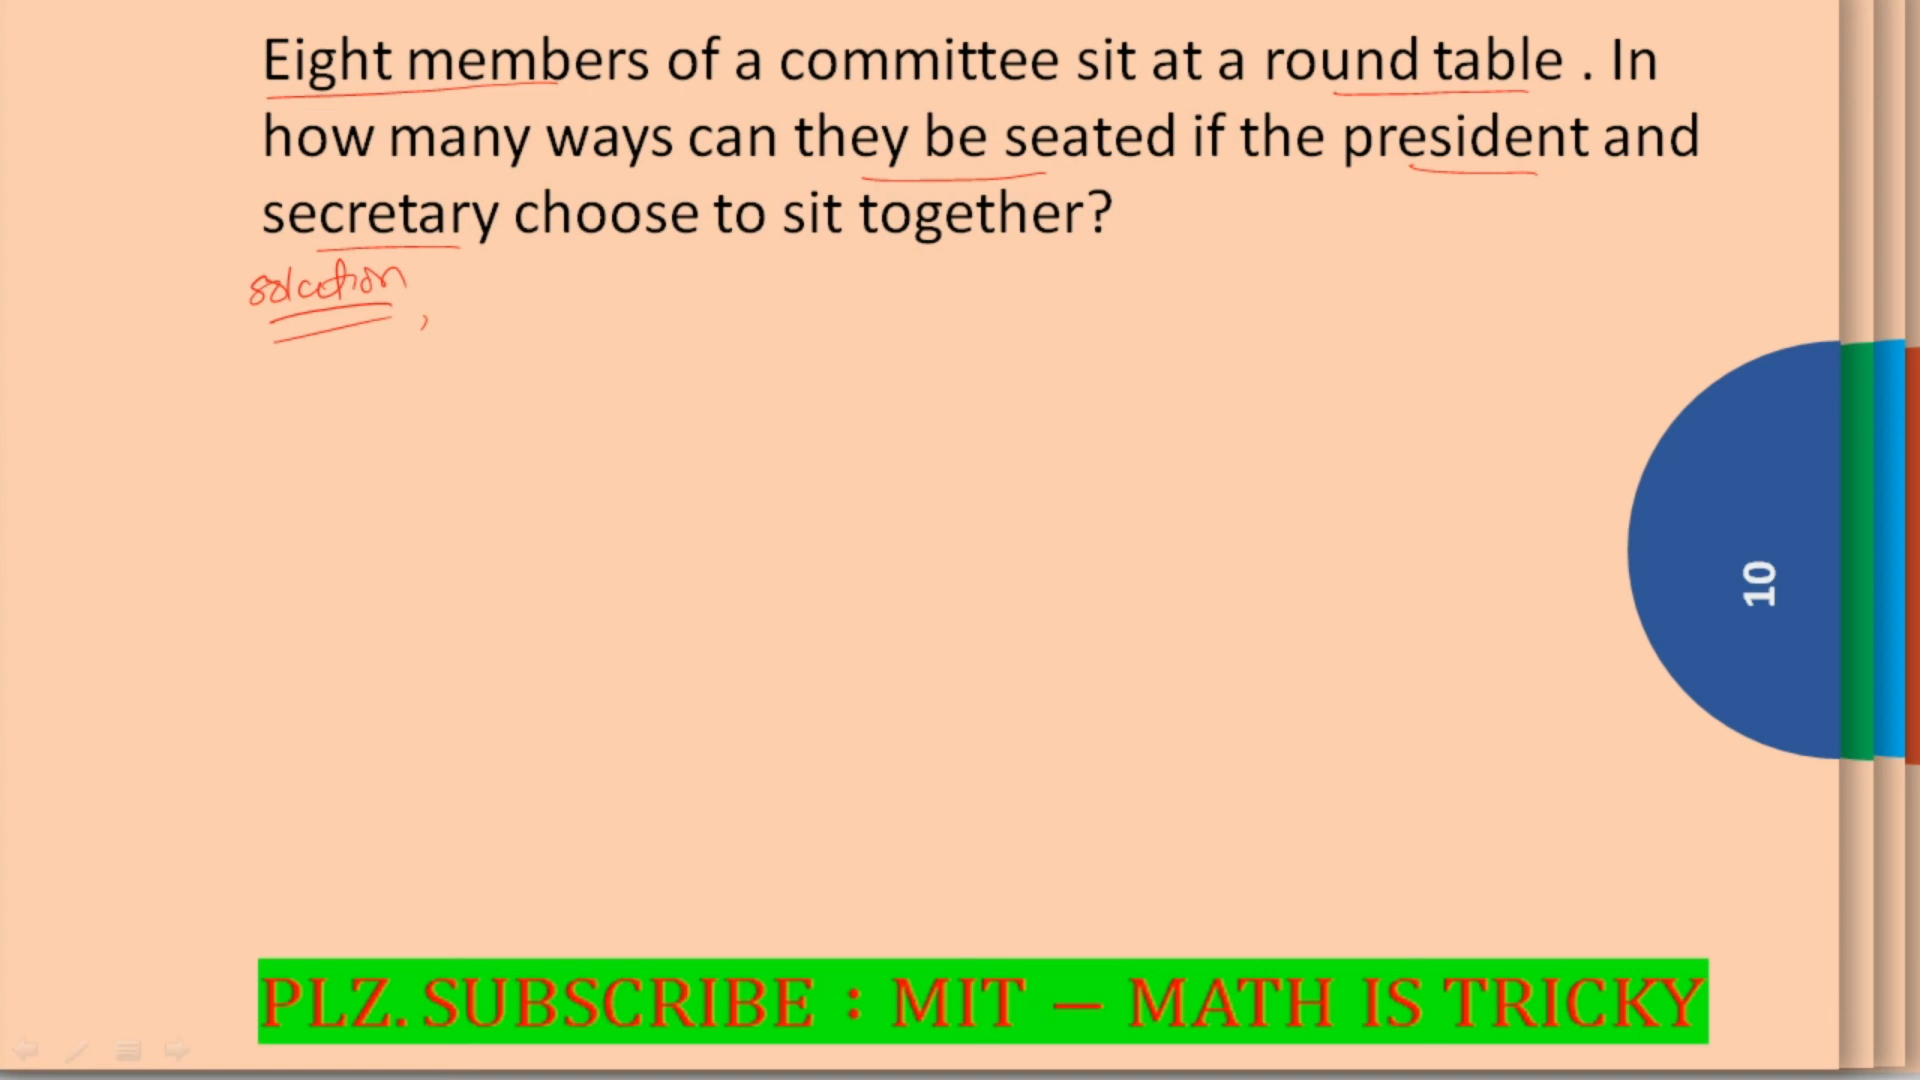 Eight members of a committee sit at a round table . In
how many ways can they be seated if the president and
secretary choose to sit together?
solution,
10
PLZ. SUBSCRIBE : MIT – MATH IS TRICKY